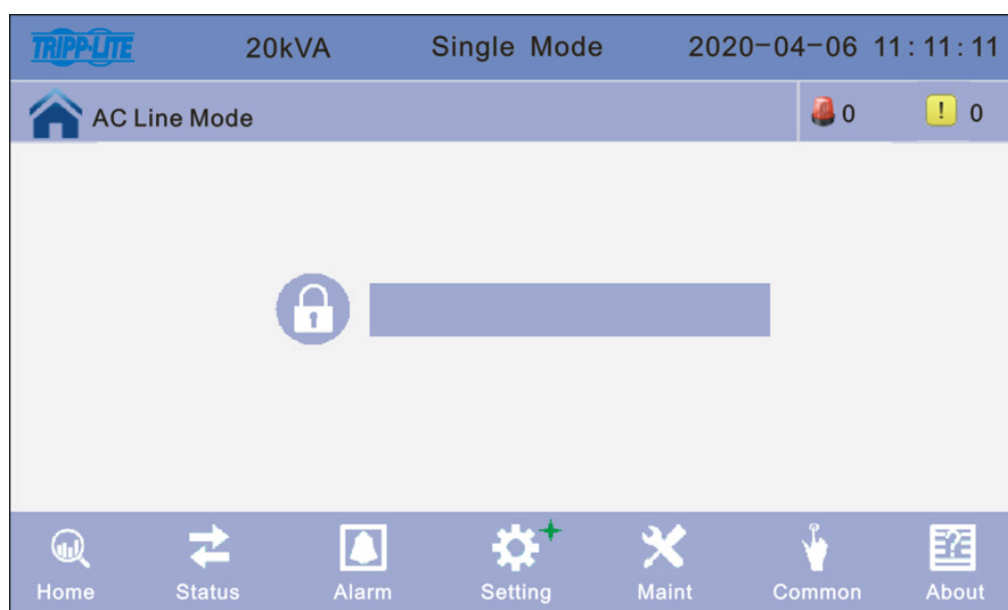 TRIPP-LITE 20kVA Single Mode 2020-04-06 11:11:11
AC Line Mode 0 ! 0
Home Status Alarm Setting Maint Common About